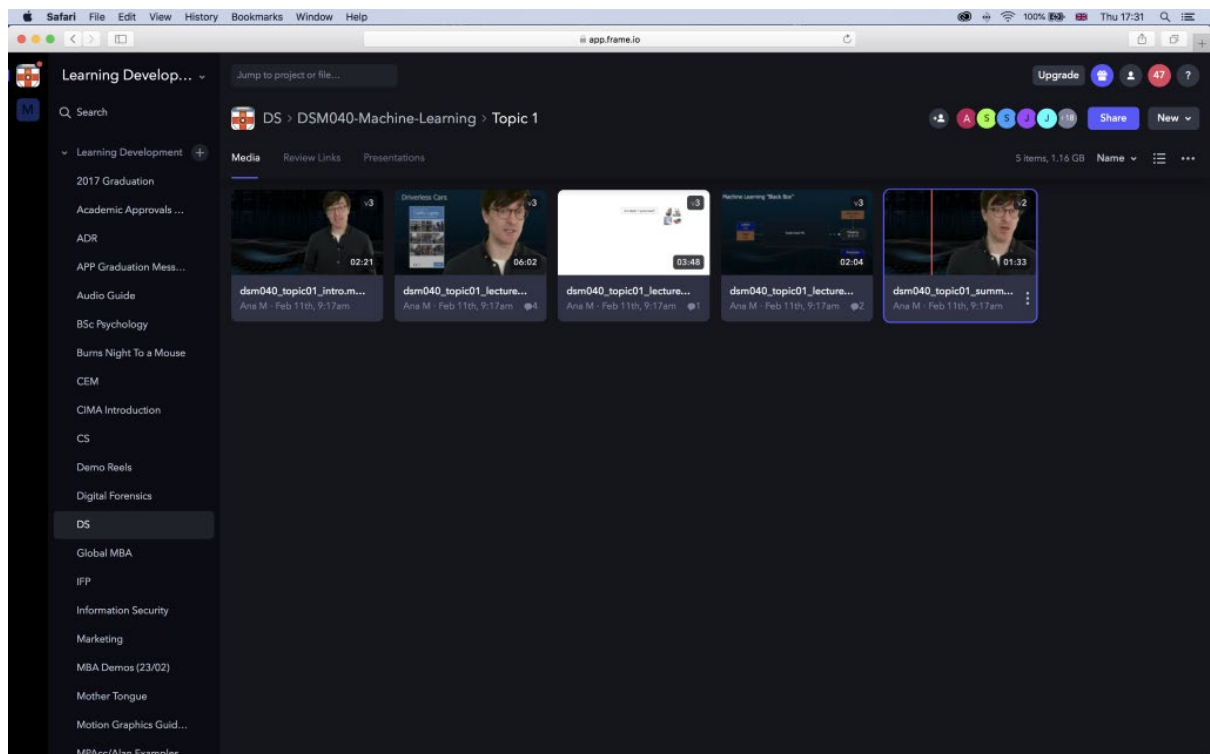 Safari File Edit View History Bookmarks Window Help 100% Thu 17:31
app.frame.io
Learning Develop...
Jump to project or file...
Upgrade 47 ?
M
Search
DS > DSM040-Machine-Learning > Topic 1
A S S J J +18 Share New
Learning Development +
Media Review Links Presentations
5 items, 1.16 GB Name
2017 Graduation
Academic Approvals ...
ADR
APP Graduation Mess...
Audio Guide
BSc Psychology
Burns Night To a Mouse
CEM
CIMA Introduction
CS
Demo Reels
Digital Forensics
DS
Global MBA
IFP
Information Security
Marketing
MBA Demos (23/02)
Mother Tongue
Motion Graphics Guid...
MPAcc/Alan Examples
v3
02:21
dsm040_topic01_intro.m...
Ana M · Feb 11th, 9:17am
Driverless Cars
v3
06:02
dsm040_topic01_lecture...
Ana M · Feb 11th, 9:17am 4
v3
03:48
dsm040_topic01_lecture...
Ana M · Feb 11th, 9:17am 1
Machine Learning "Black Box"
v3
02:04
dsm040_topic01_lecture...
Ana M · Feb 11th, 9:17am 2
v2
01:33
dsm040_topic01_summ...
Ana M · Feb 11th, 9:17am